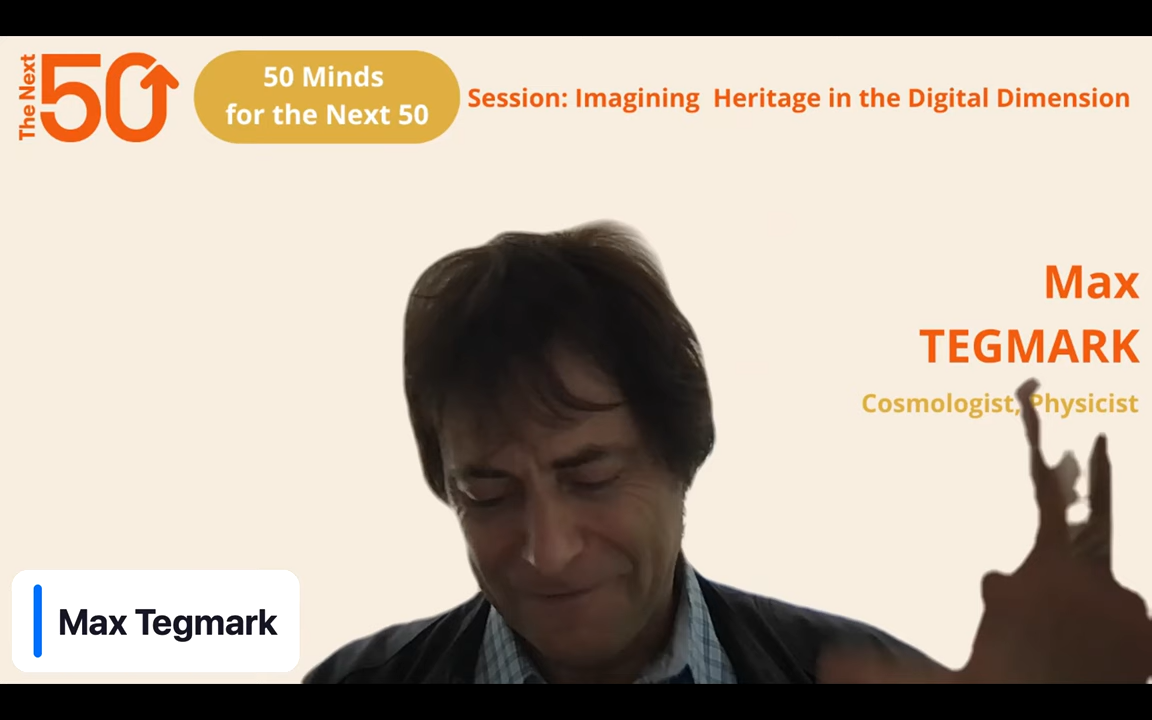 The Next
50
50 Minds
for the Next 50
Session: Imagining Heritage in the Digital Dimension
Max
TEGMARK
Cosmologist, Physicist
Max Tegmark